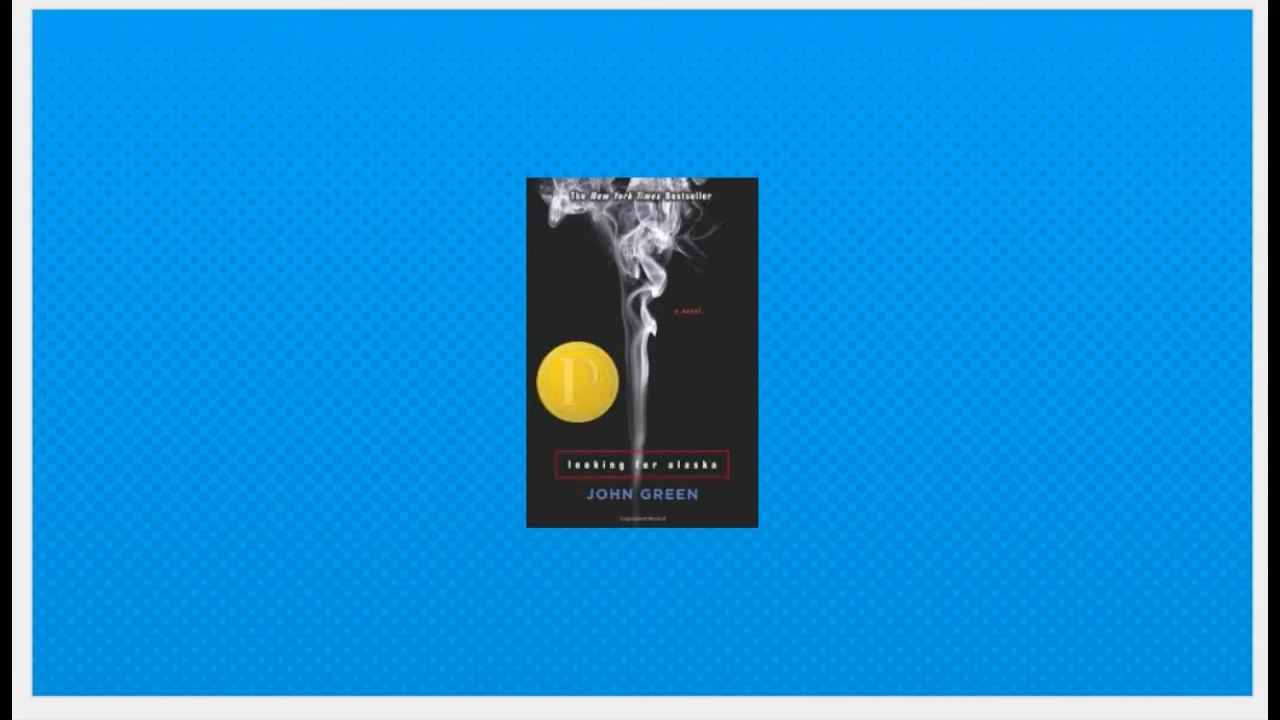 The New York Times Bestseller
a novel
P
looking for alaska
JOHN GREEN